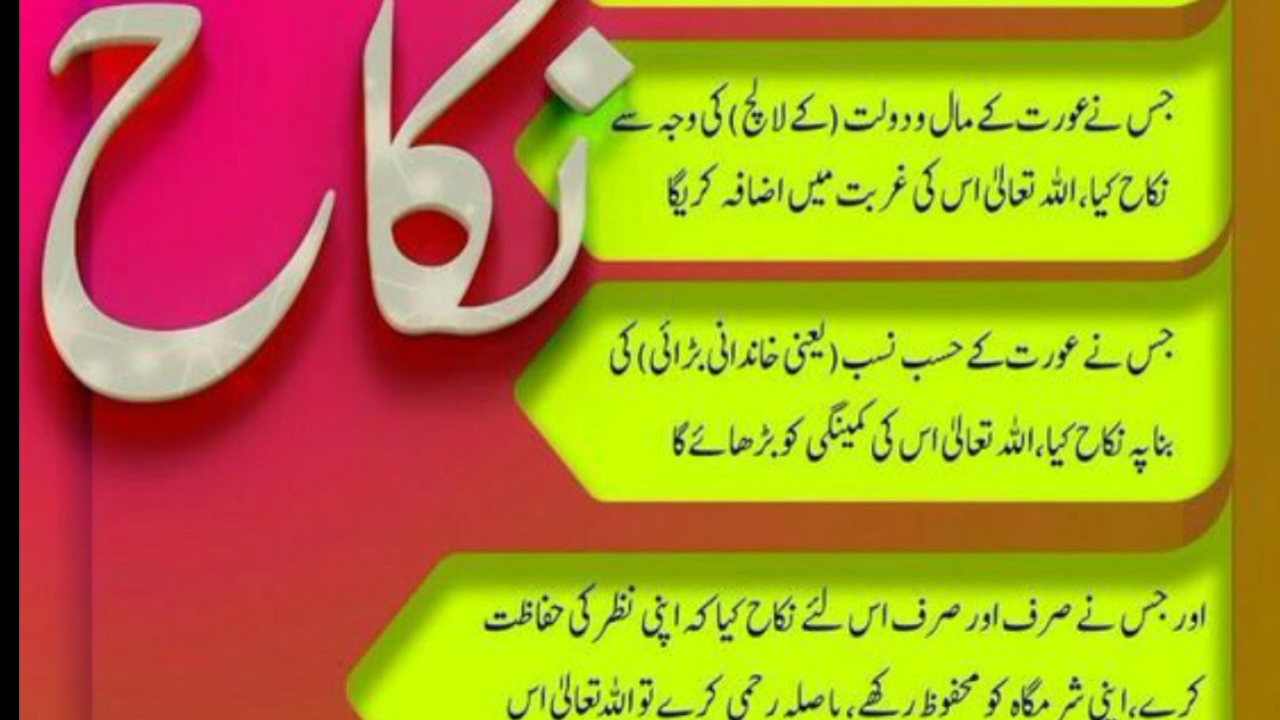 نکاح
جس نے عورت کے مال و دولت (کے لالچ) کی وجہ سے
نکاح کیا، اللہ تعالیٰ اس کی غربت میں اضافہ کریگا
جس نے عورت کے حسب نسب (یعنی خاندانی بڑائی) کی
بنا پہ نکاح کیا، اللہ تعالیٰ اس کی کمینگی کو بڑھائے گا
اور جس نے صرف اور صرف اس لئے نکاح کیا کہ اپنی نظر کی حفاظت
کرے، اپنی شرمگاہ کو محفوظ رکھے، یا صلہ رحمی کرے تو اللہ تعالیٰ اس